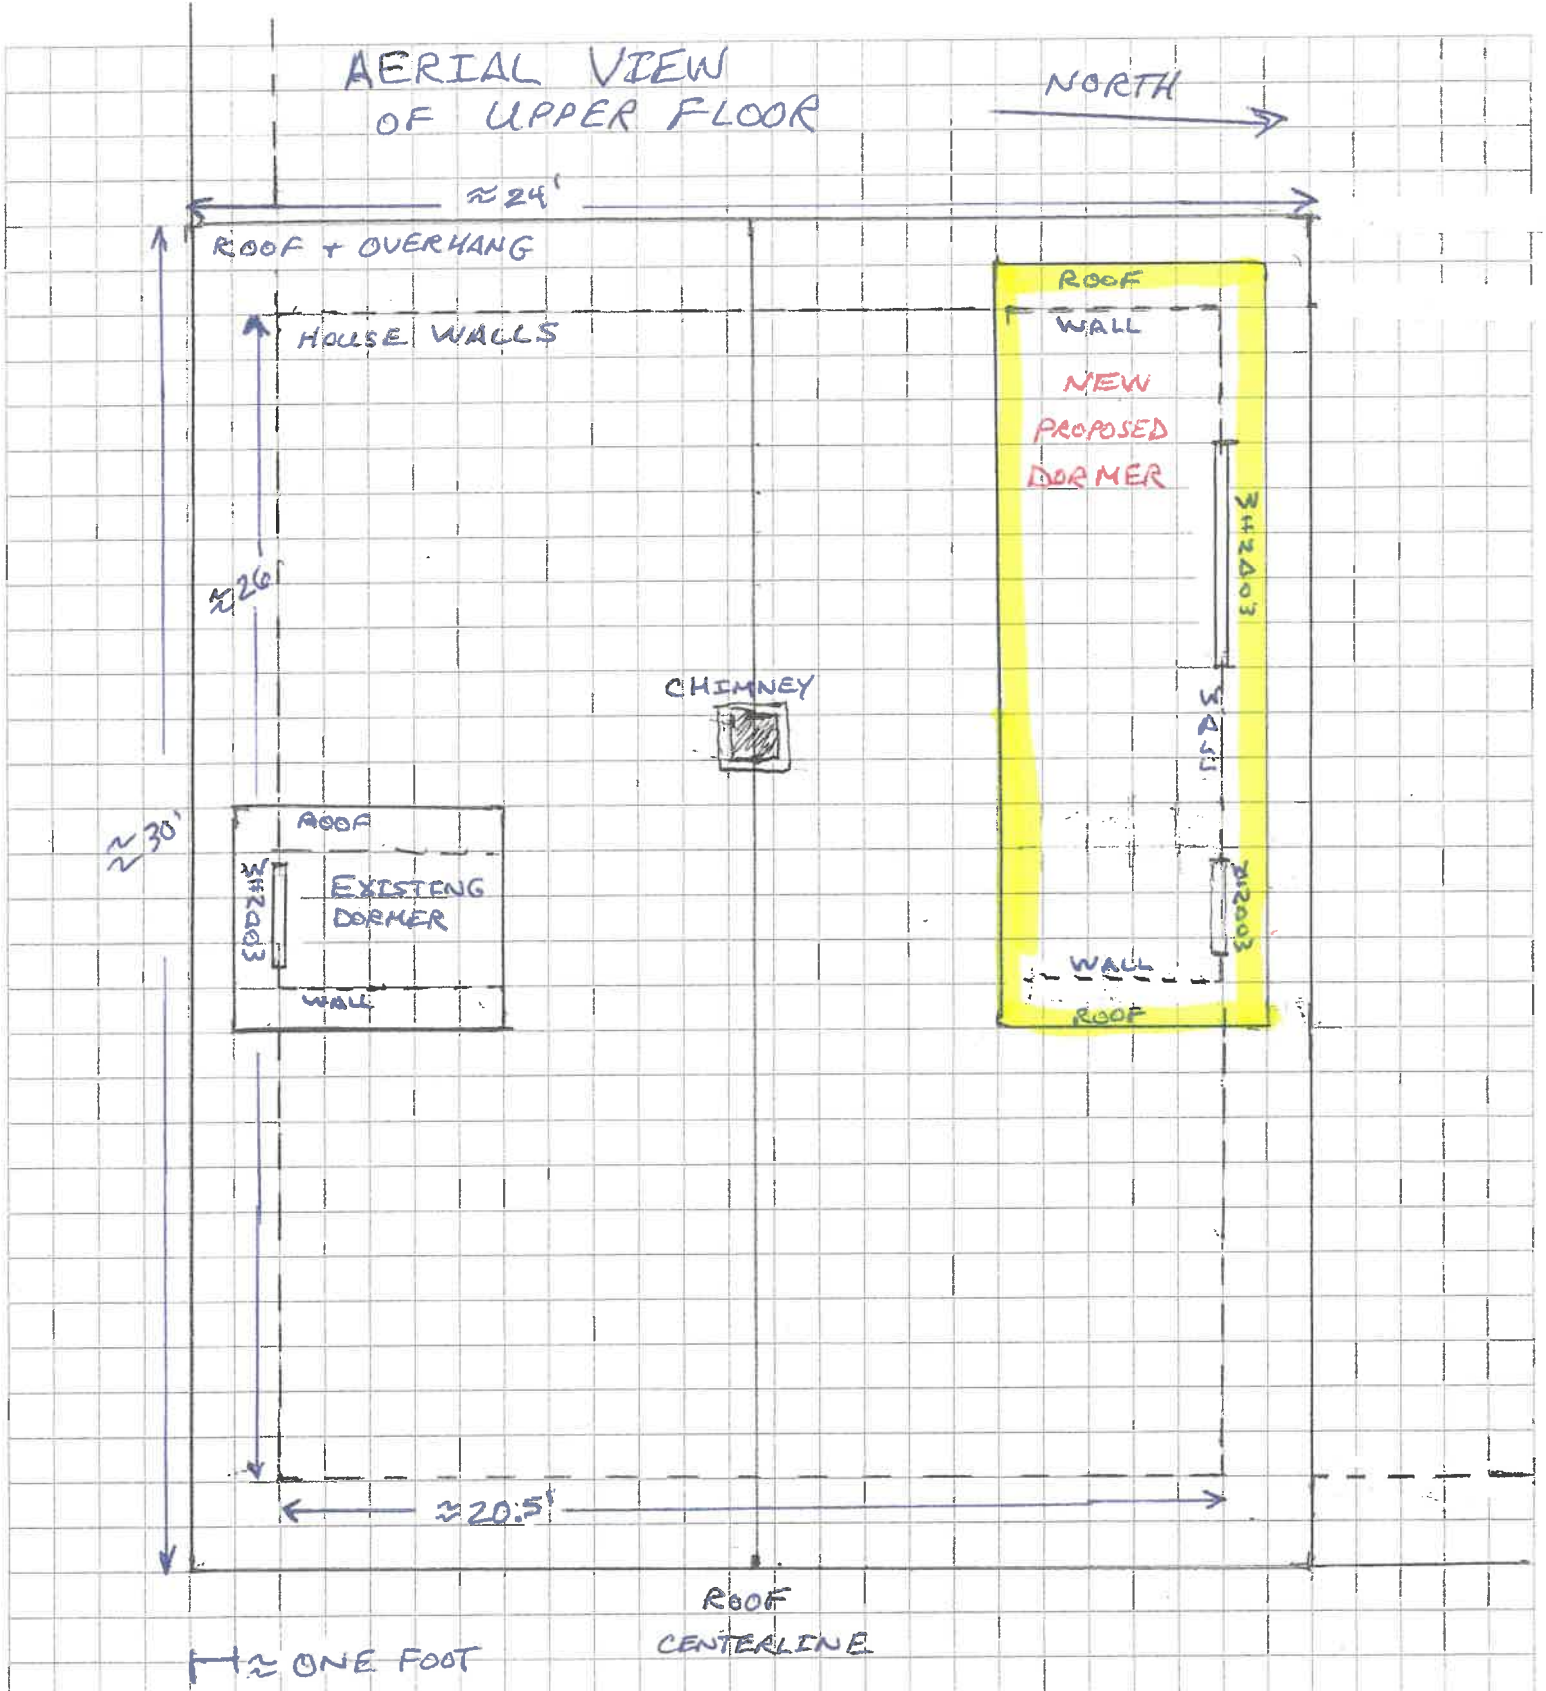 AERIAL VIEW
OF UPPER FLOOR
NORTH
≈ 24'
ROOF + OVERHANG
HOUSE WALLS
ROOF
WALL
NEW
PROPOSED
DORMER
WINDOW
≈ 26'
CHIMNEY
WALL
≈ 30'
ROOF
WINDOW
EXISTING
DORMER
WALL
WINDOW
WALL
ROOF
≈ 20.5'
ROOF
CENTERLINE
≈ ONE FOOT